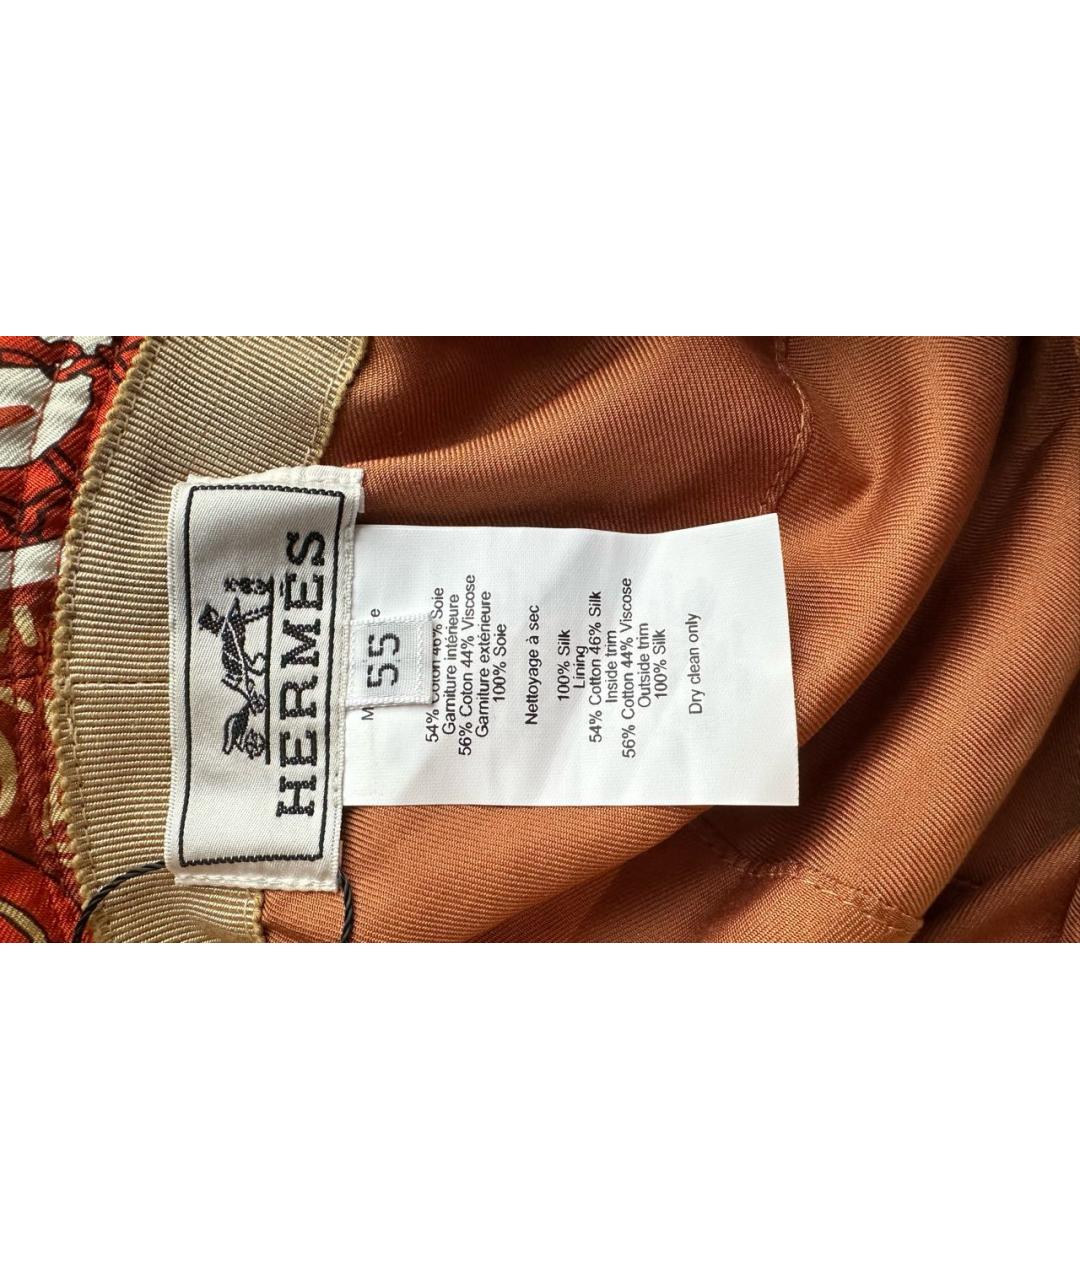 HERMÈS
55
54% Coton 46% Soie
Garniture intérieure
56% Coton 44% Viscose
Garniture extérieure
100% Soie
Nettoyage à sec
100% Silk
Lining
54% Cotton 46% Silk
Inside trim
56% Cotton 44% Viscose
Outside trim
100% Silk
Dry clean only